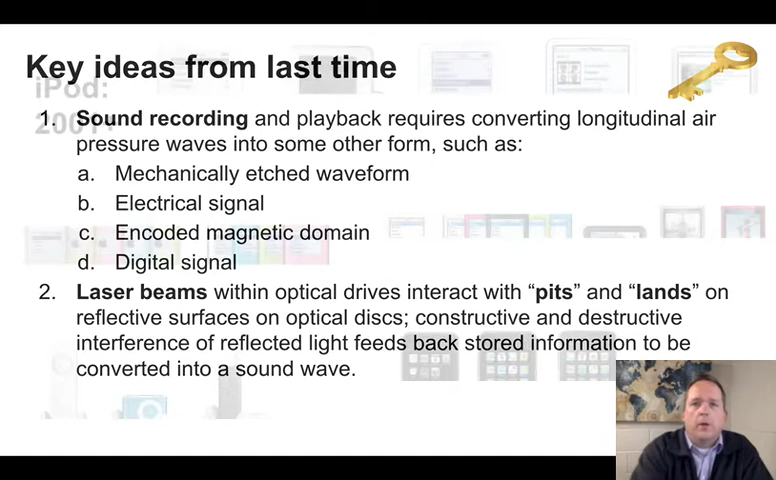 Key ideas from last time
iPod:
200
1. Sound recording and playback requires converting longitudinal air
pressure waves into some other form, such as:
a. Mechanically etched waveform
b. Electrical signal
c. Encoded magnetic domain
d. Digital signal
2. Laser beams within optical drives interact with “pits” and “lands” on
reflective surfaces on optical discs; constructive and destructive
interference of reflected light feeds back stored information to be
converted into a sound wave.